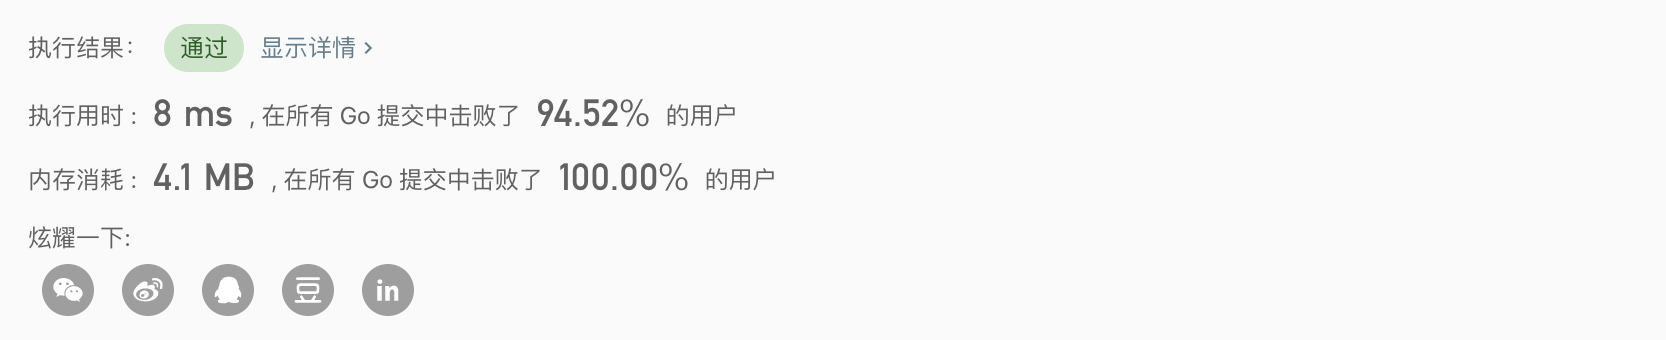 执行结果： 通过 显示详情 ›
执行用时： 8 ms ，在所有 Go 提交中击败了 94.52% 的用户
内存消耗： 4.1 MB ，在所有 Go 提交中击败了 100.00% 的用户
炫耀一下:
豆 in